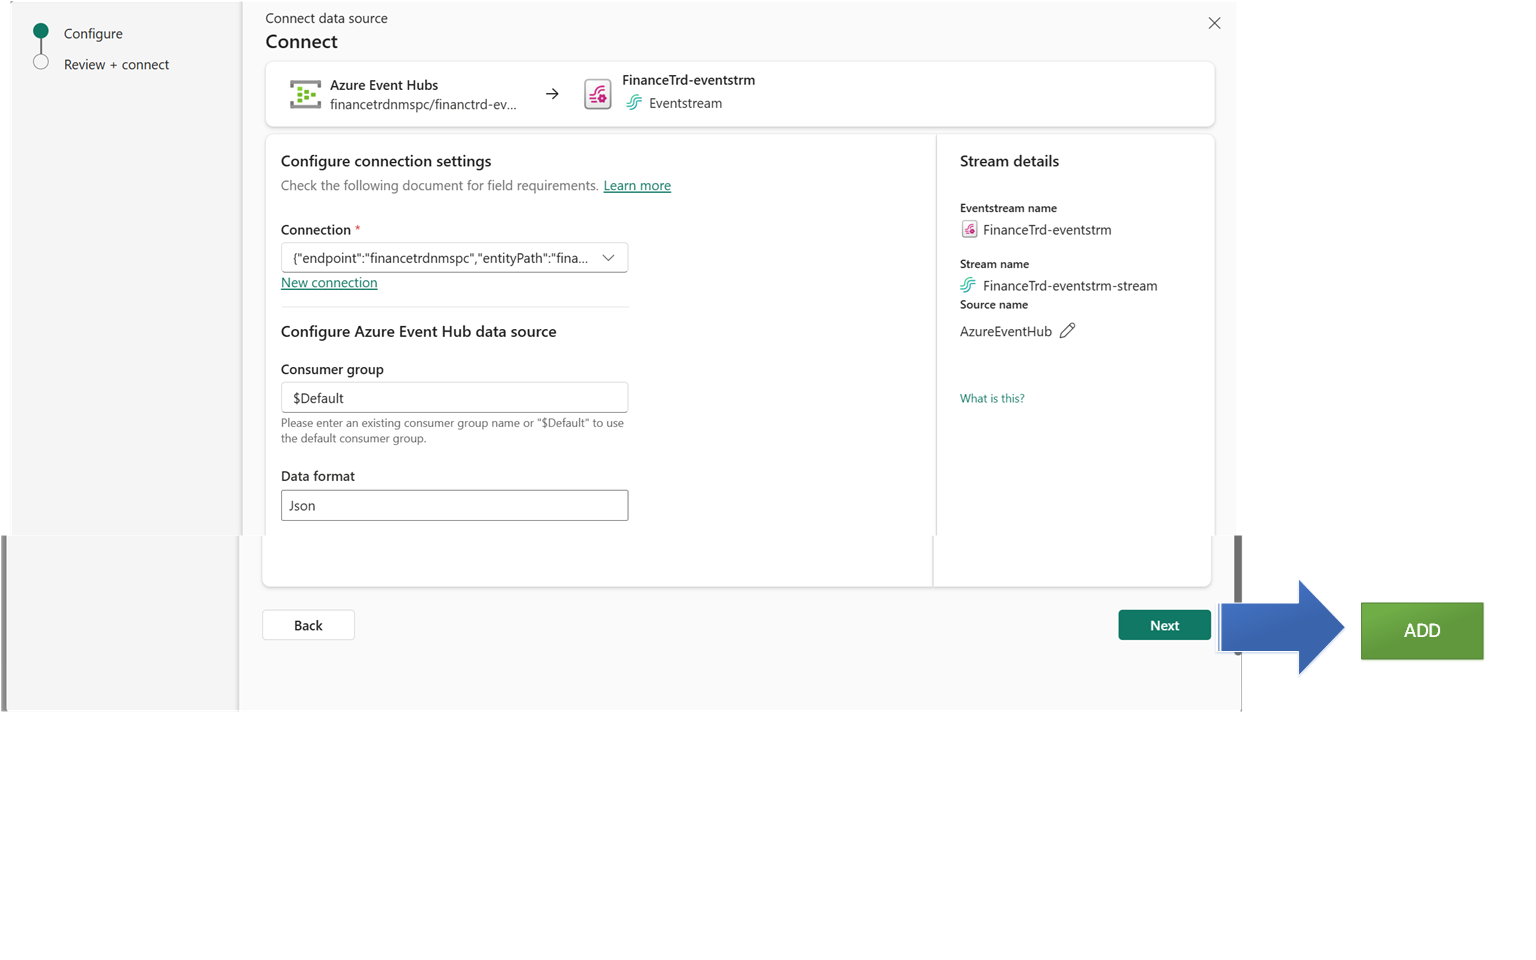 Configure
Review + connect
Connect data source
Connect
Azure Event Hubs
financetrdnmspc/financtrd-ev...
FinanceTrd-eventstrm
Eventstream
Configure connection settings
Check the following document for field requirements. Learn more
Connection *
{"endpoint":"financetrdnmspc","entityPath":"fina...
New connection
Configure Azure Event Hub data source
Consumer group
$Default
Please enter an existing consumer group name or "$Default" to use
the default consumer group.
Data format
Json
Stream details
Eventstream name
FinanceTrd-eventstrm
Stream name
FinanceTrd-eventstrm-stream
Source name
AzureEventHub
What is this?
Back
Next
ADD